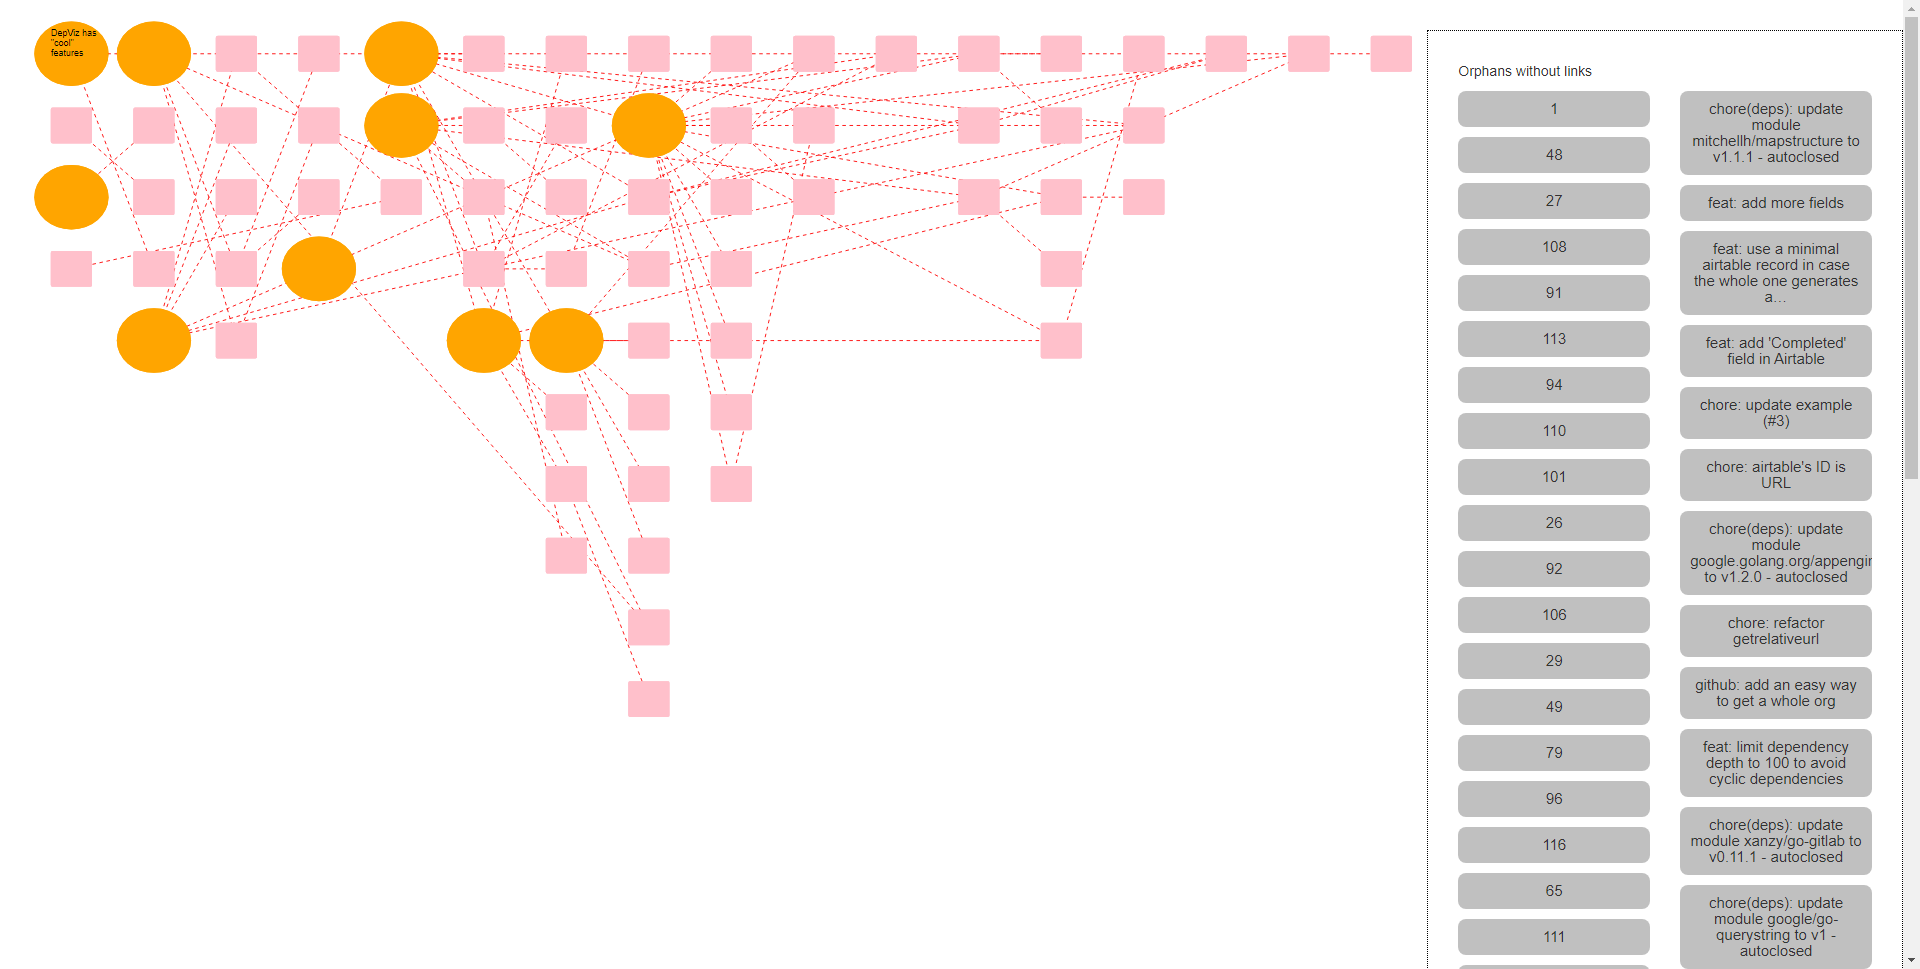 DepViz has
"cool"
features
Orphans without links
1
48
27
108
91
113
94
110
101
26
92
106
29
49
79
96
116
65
111
chore(deps): update
module
mitchellh/mapstructure to
v1.1.1 - autoclosed
feat: add more fields
feat: use a minimal
airtable record in case
the whole one generates
a…
feat: add 'Completed'
field in Airtable
chore: update example
(#3)
chore: airtable's ID is
URL
chore(deps): update
module
google.golang.org/appengin
to v1.2.0 - autoclosed
chore: refactor
getrelativeurl
github: add an easy way
to get a whole org
feat: limit dependency
depth to 100 to avoid
cyclic dependencies
chore(deps): update
module xanzy/go-gitlab to
v0.11.1 - autoclosed
chore(deps): update
module google/go-
querystring to v1 -
autoclosed